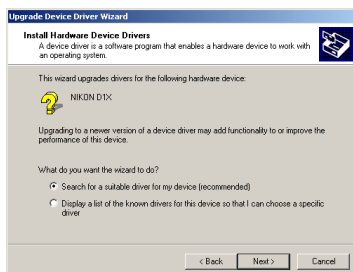 Upgrade Device Driver Wizard
Install Hardware Device Drivers
A device driver is a software program that enables a hardware device to work with
an operating system.
This wizard upgrades drivers for the following hardware device:
NIKON D1X
Upgrading to a newer version of a device driver may add functionality to or improve the
performance of this device.
What do you want the wizard to do?
Search for a suitable driver for my device (recommended)
Display a list of the known drivers for this device so that I can choose a specific
driver
< Back
Next >
Cancel